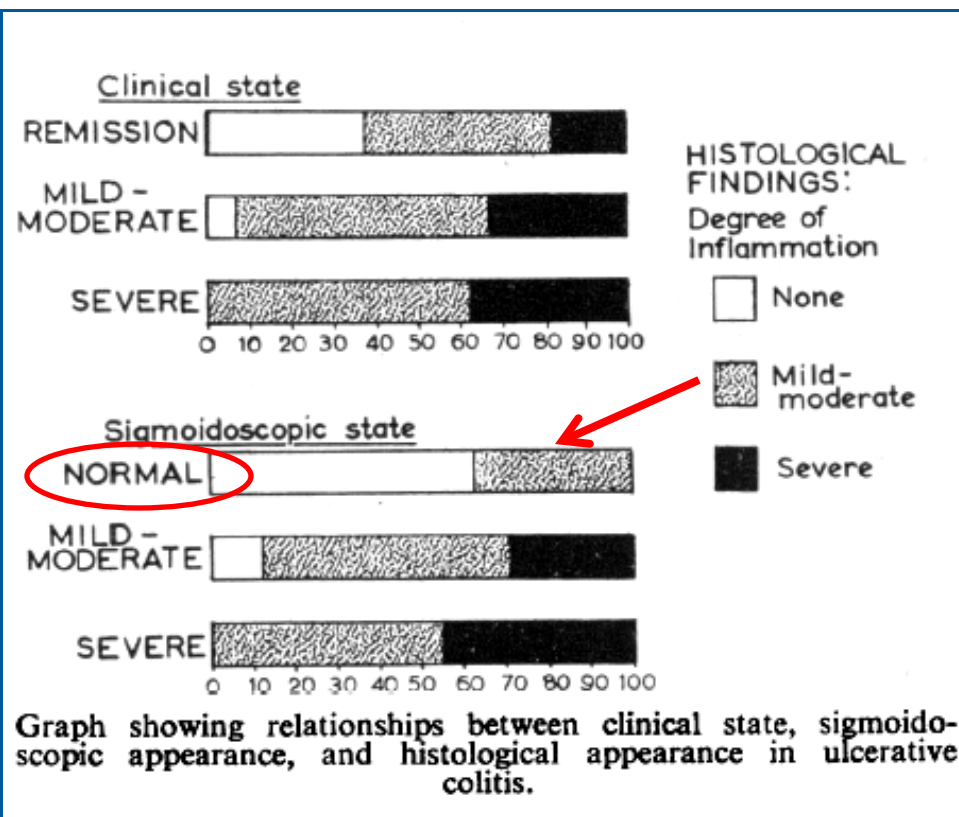 Clinical state
REMISSION
MILD-
MODERATE
SEVERE
0 10 20 30 40 50 60 70 80 90 100
HISTOLOGICAL
FINDINGS:
Degree of
Inflammation
None
Mild-
moderate
Severe
Sigmoidoscopic state
NORMAL
MILD-
MODERATE
SEVERE
0 10 20 30 40 50 60 70 80 90 100
Graph showing relationships between clinical state, sigmoido-
scopic appearance, and histological appearance in ulcerative
colitis.